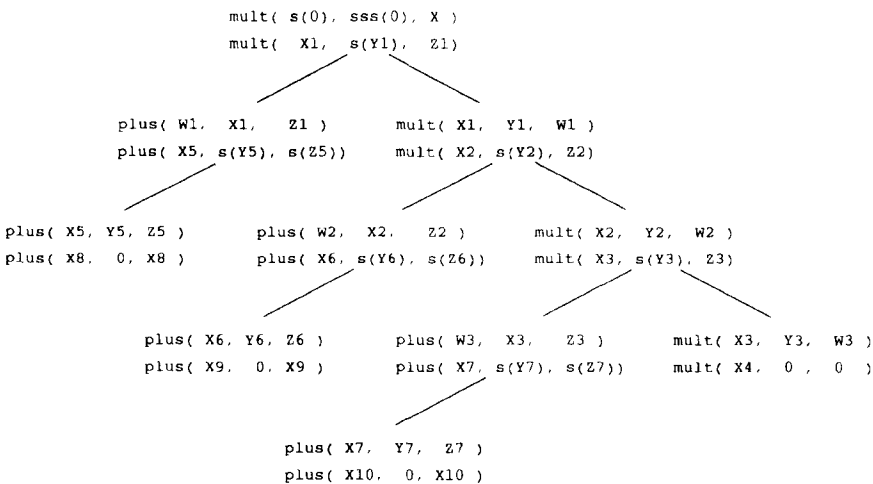 mult( s(0), sss(0), X )
mult( X1, s(Y1), Z1)
plus( W1, X1, Z1 ) mult( X1, Y1, W1 )
plus( X5, s(Y5), s(Z5)) mult( X2, s(Y2), Z2)
plus( X5, Y5, Z5 ) plus( W2, X2, Z2 ) mult( X2, Y2, W2 )
plus( X8, 0, X8 ) plus( X6, s(Y6), s(Z6)) mult( X3, s(Y3), Z3)
plus( X6, Y6, Z6 ) plus( W3, X3, Z3 ) mult( X3, Y3, W3 )
plus( X9, 0, X9 ) plus( X7, s(Y7), s(Z7)) mult( X4, 0 , 0 )
plus( X7, Y7, Z7 )
plus( X10, 0, X10 )